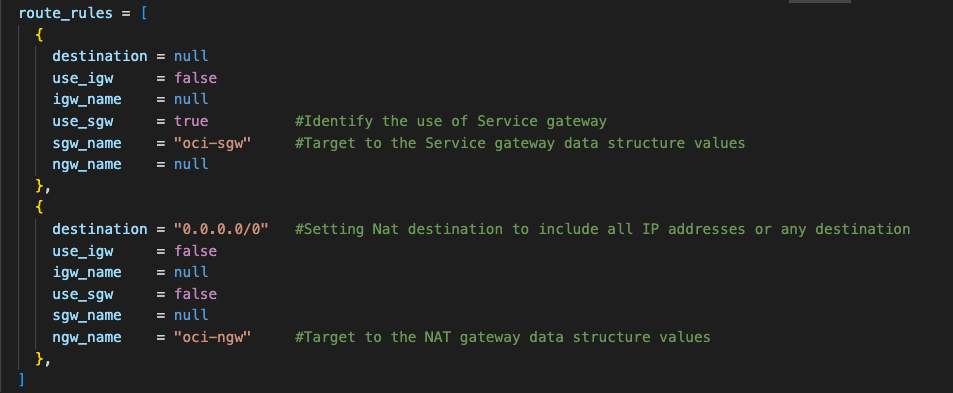 route_rules = [
  {
    destination = null
    use_igw     = false
    igw_name    = null
    use_sgw     = true          #Identify the use of Service gateway
    sgw_name    = "oci-sgw"     #Target to the Service gateway data structure values
    ngw_name    = null
  },
  {
    destination = "0.0.0.0/0"   #Setting Nat destination to include all IP addresses or any destination
    use_igw     = false
    igw_name    = null
    use_sgw     = false
    sgw_name    = null
    ngw_name    = "oci-ngw"     #Target to the NAT gateway data structure values
  },
]